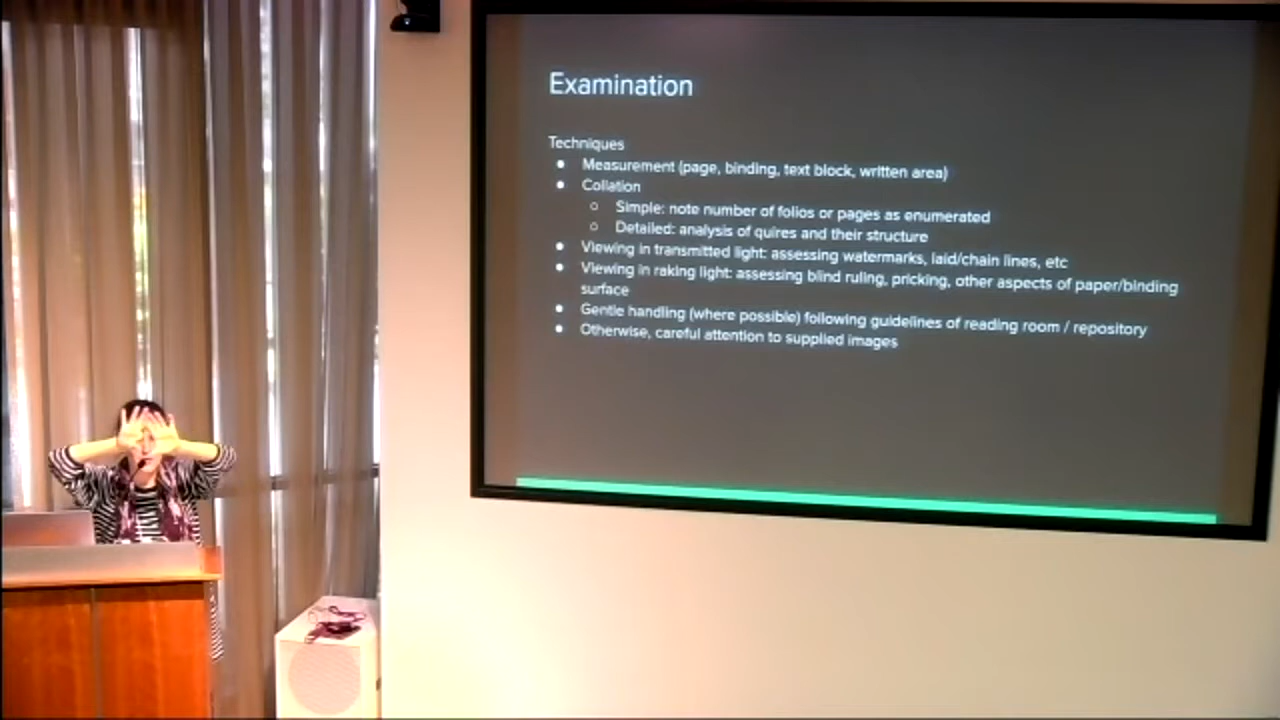 Examination
Techniques
● Measurement (page, binding, text block, written area)
● Collation
○ Simple: note number of folios or pages as enumerated
○ Detailed: analysis of quires and their structure
● Viewing in transmitted light: assessing watermarks, laid/chain lines, etc
● Viewing in raking light: assessing blind ruling, pricking, other aspects of paper/binding
surface
● Gentle handling (where possible) following guidelines of reading room / repository
● Otherwise, careful attention to supplied images